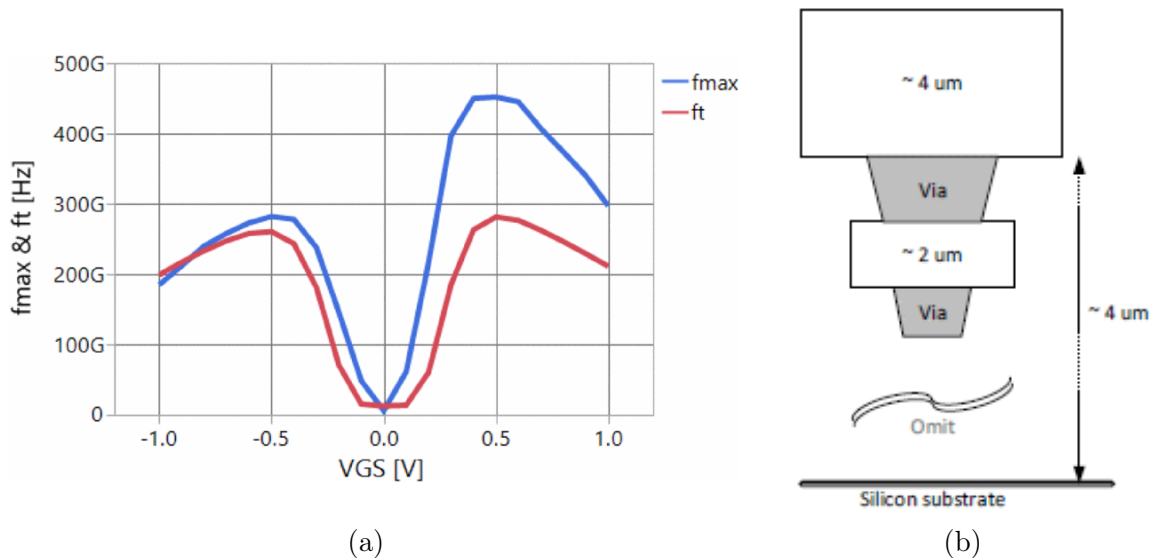 500G
400G
300G
200G
100G
0
fmax & ft [Hz]
-1.0 -0.5 0.0 0.5 1.0
VGS [V]
fmax
ft
(a)
~ 4 um
Via
~ 2 um
Via
~ 4 um
Omit
Silicon substrate
(b)